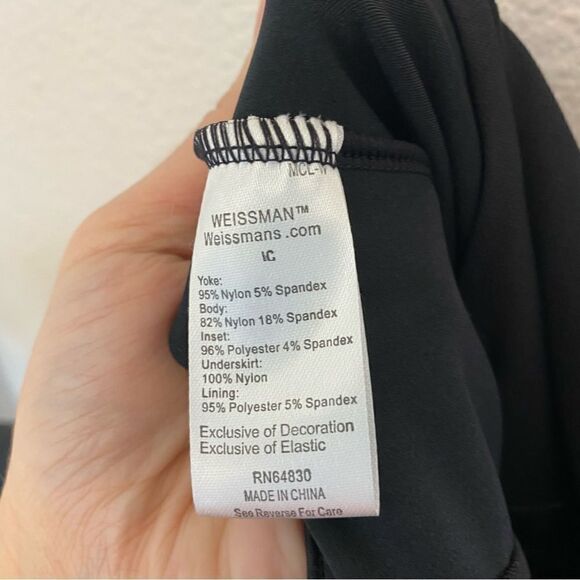 WEISSMAN™
Weissmans.com
IC
Yoke:
95% Nylon 5% Spandex
Body:
82% Nylon 18% Spandex
Inset:
96% Polyester 4% Spandex
Underskirt:
100% Nylon
Lining:
95% Polyester 5% Spandex
Exclusive of Decoration
Exclusive of Elastic
RN64830
MADE IN CHINA
See Reverse For Care